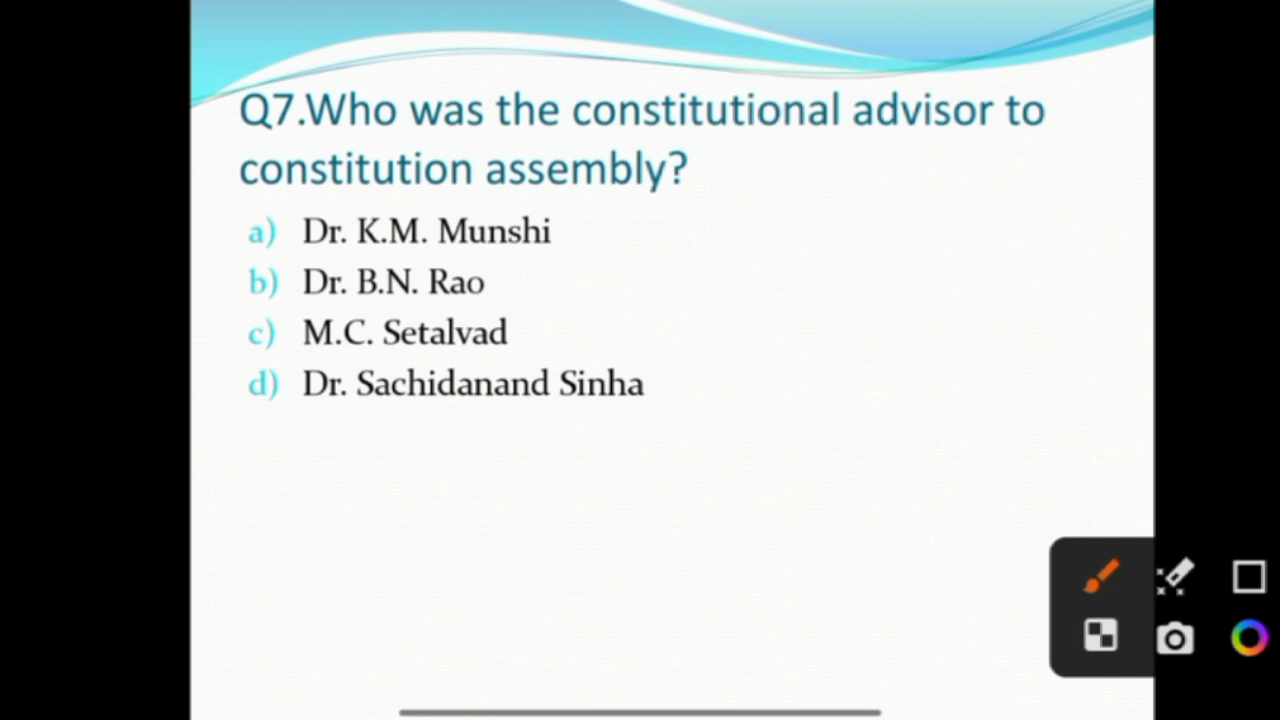 Q7.Who was the constitutional advisor to
constitution assembly?
a) Dr. K.M. Munshi
b) Dr. B.N. Rao
c) M.C. Setalvad
d) Dr. Sachidanand Sinha